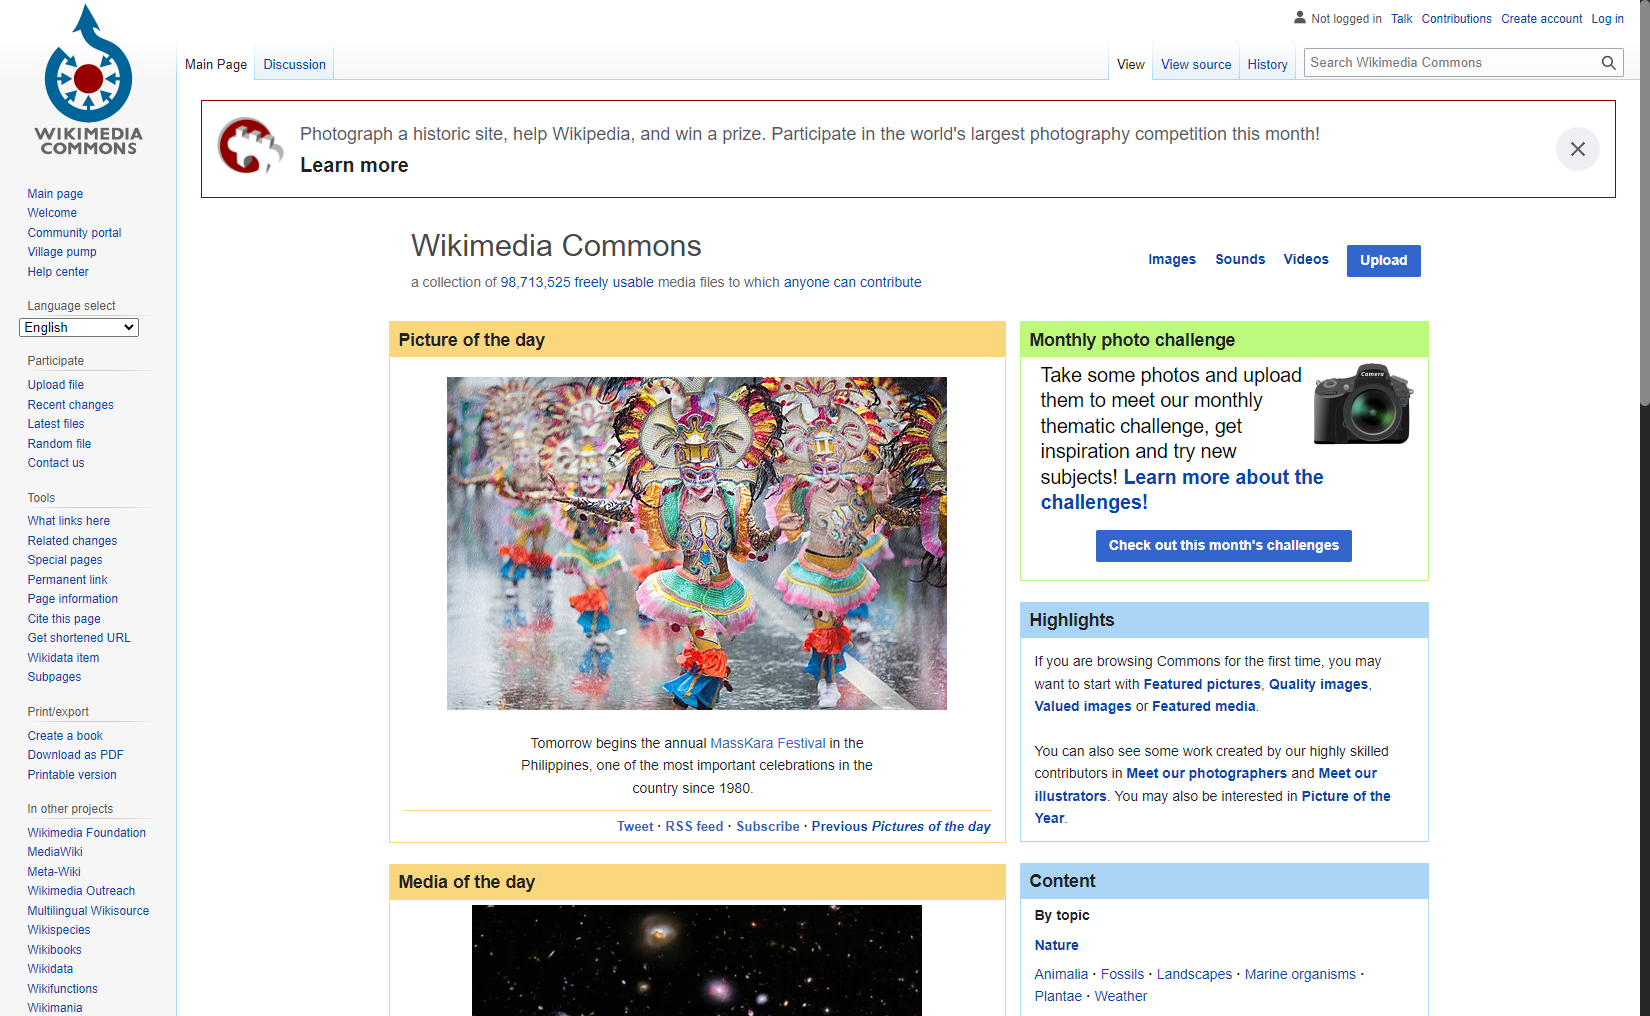 WIKIMEDIA
COMMONS
Not logged in Talk Contributions Create account Log in
Main Page Discussion
View View source History Search Wikimedia Commons
Photograph a historic site, help Wikipedia, and win a prize. Participate in the world's largest photography competition this month!
Learn more
Main page
Welcome
Community portal
Village pump
Help center
Language select
English
Participate
Upload file
Recent changes
Latest files
Random file
Contact us
Tools
What links here
Related changes
Special pages
Permanent link
Page information
Cite this page
Get shortened URL
Wikidata item
Subpages
Print/export
Create a book
Download as PDF
Printable version
In other projects
Wikimedia Foundation
MediaWiki
Meta-Wiki
Wikimedia Outreach
Multilingual Wikisource
Wikispecies
Wikibooks
Wikidata
Wikifunctions
Wikimania
Wikimedia Commons
a collection of 98,713,525 freely usable media files to which anyone can contribute
Images Sounds Videos Upload
Picture of the day
Tomorrow begins the annual MassKara Festival in the
Philippines, one of the most important celebrations in the
country since 1980.
Tweet · RSS feed · Subscribe · Previous Pictures of the day
Media of the day
Monthly photo challenge
Take some photos and upload
them to meet our monthly
thematic challenge, get
inspiration and try new
subjects! Learn more about the
challenges!
Camera
Check out this month's challenges
Highlights
If you are browsing Commons for the first time, you may
want to start with Featured pictures, Quality images,
Valued images or Featured media.
You can also see some work created by our highly skilled
contributors in Meet our photographers and Meet our
illustrators. You may also be interested in Picture of the
Year.
Content
By topic
Nature
Animalia · Fossils · Landscapes · Marine organisms ·
Plantae · Weather